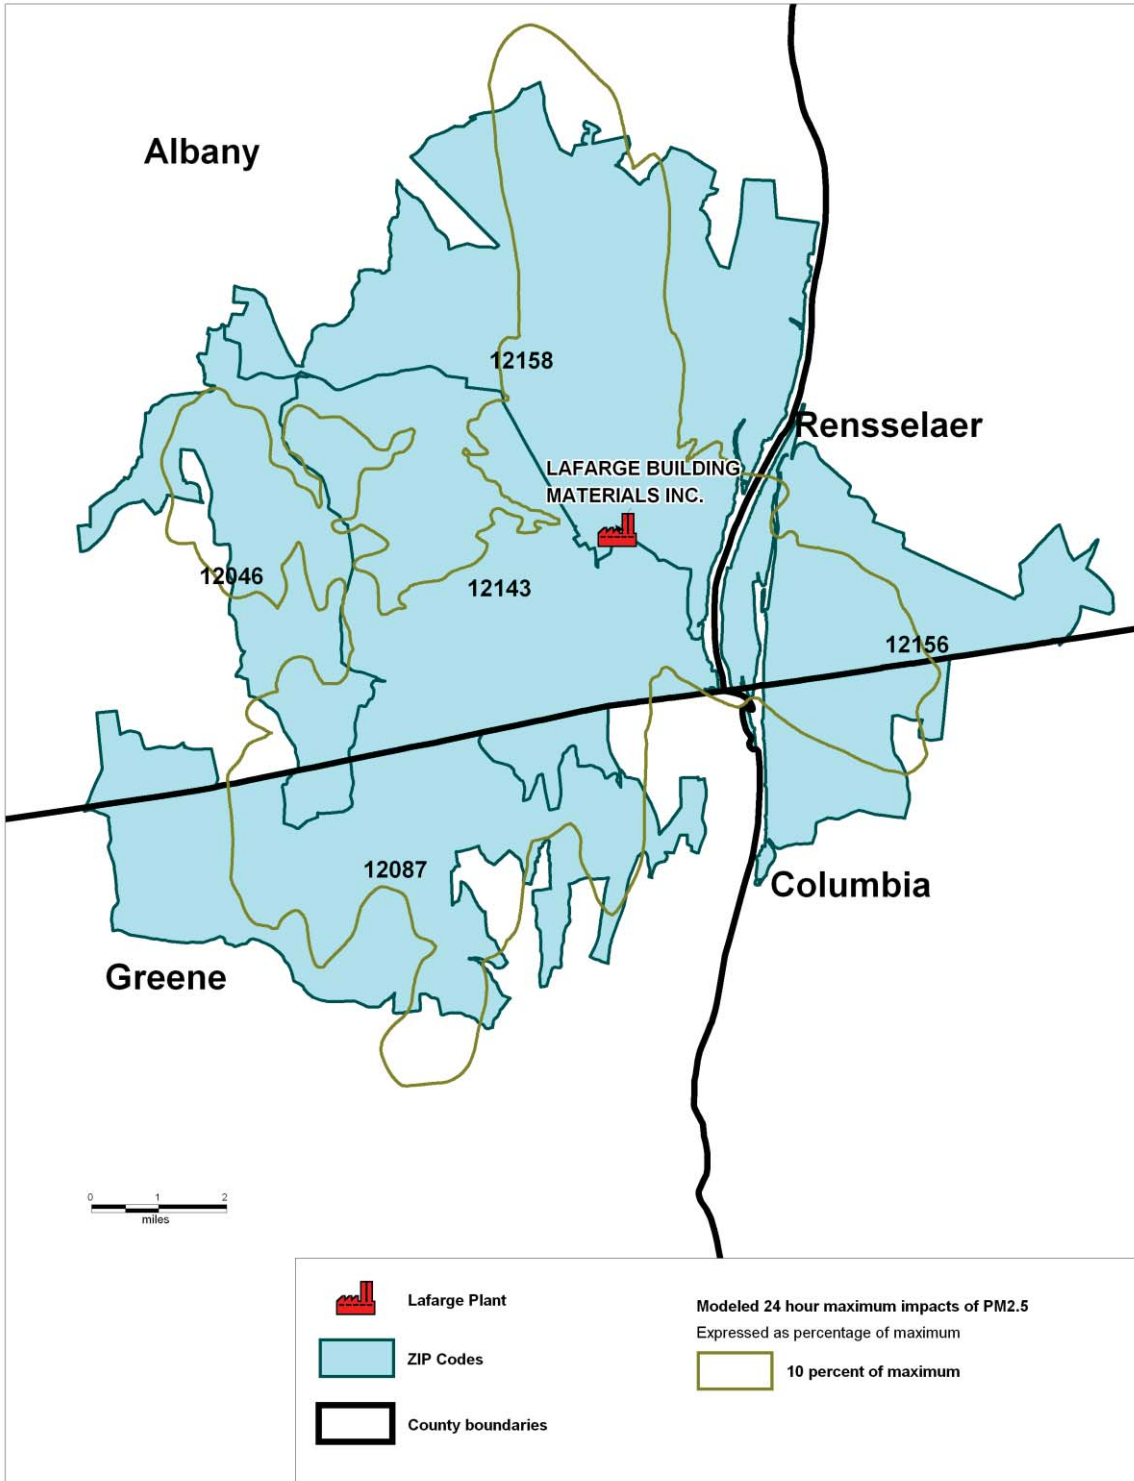 Albany
12158
Rensselaer
LAFARGE BUILDING
MATERIALS INC.
12046
12143
12156
12087
Columbia
Greene
0 1 2
miles
Lafarge Plant
ZIP Codes
County boundaries
Modeled 24 hour maximum impacts of PM2.5
Expressed as percentage of maximum
10 percent of maximum